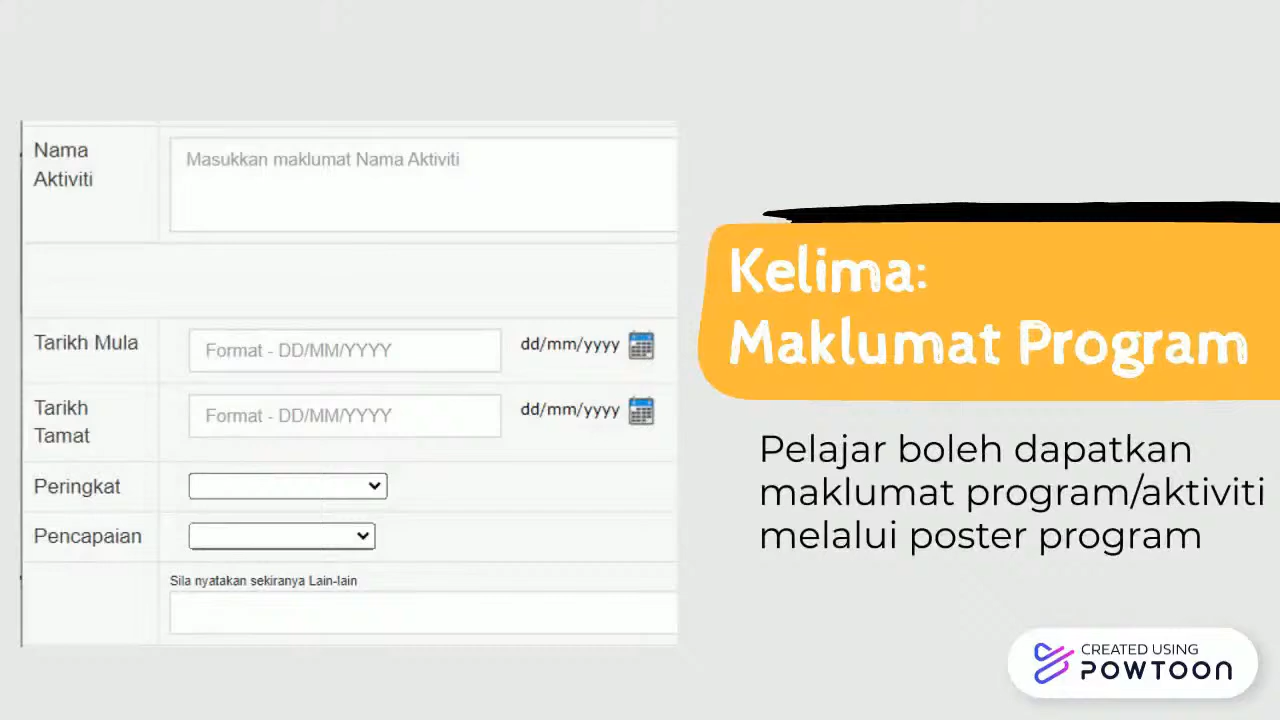 Nama
Aktiviti
Masukkan maklumat Nama Aktiviti
Tarikh Mula
Format - DD/MM/YYYY
dd/mm/yyyy
Tarikh
Tamat
Format - DD/MM/YYYY
dd/mm/yyyy
Peringkat
Pencapaian
Sila nyatakan sekiranya Lain-lain
Kelima:
Maklumat Program
Pelajar boleh dapatkan
maklumat program/aktiviti
melalui poster program
CREATED USING
POWTOON